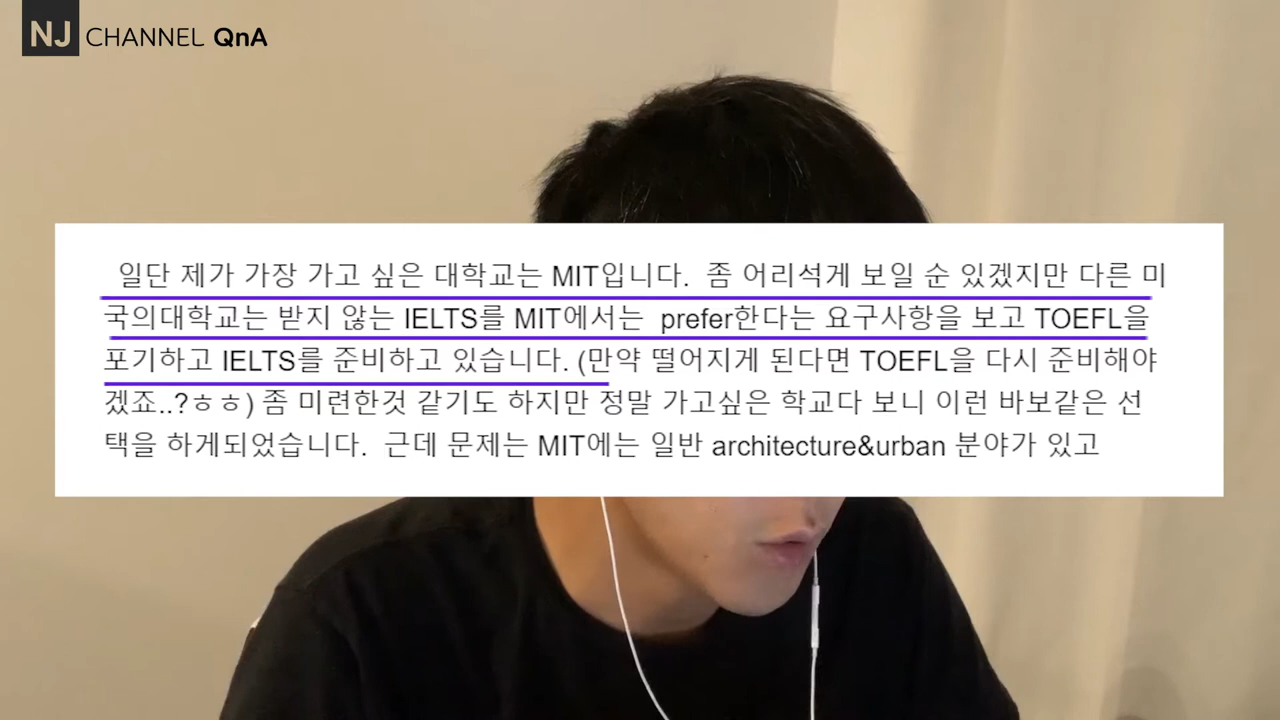 NJ CHANNEL QnA
일단 제가 가장 가고 싶은 대학교는 MIT입니다. 좀 어리석게 보일 순 있겠지만 다른 미
국의대학교는 받지 않는 IELTS를 MIT에서는 prefer한다는 요구사항을 보고 TOEFL을
포기하고 IELTS를 준비하고 있습니다. (만약 떨어지게 된다면 TOEFL을 다시 준비해야
겠죠..?ㅎㅎ) 좀 미련한것 같기도 하지만 정말 가고싶은 학교다 보니 이런 바보같은 선
택을 하게되었습니다. 근데 문제는 MIT에는 일반 architecture&urban 분야가 있고